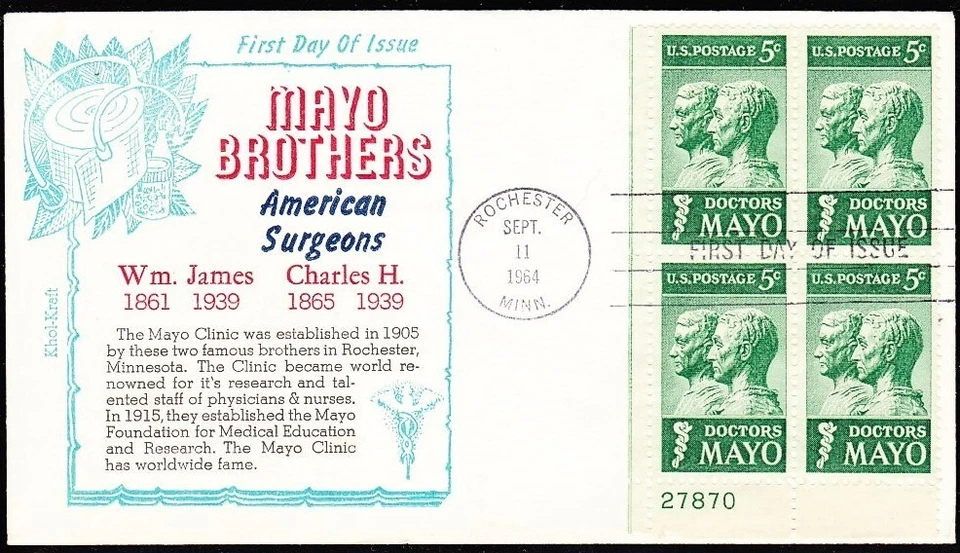 First Day Of Issue
MAYO
BROTHERS
American
Surgeons
Wm. James Charles H.
1861 1939 1865 1939
The Mayo Clinic was established in 1905
by these two famous brothers in Rochester,
Minnesota. The Clinic became world re-
nowned for it's research and tal-
ented staff of physicians & nurses.
In 1915, they established the Mayo
Foundation for Medical Education
and Research. The Mayo Clinic
has worldwide fame.
Khol-Kraft
ROCHESTER
SEPT.
11
1964
MINN.
FIRST DAY OF ISSUE
U.S. POSTAGE 5c
DOCTORS
MAYO
U.S. POSTAGE 5c
DOCTORS
MAYO
U.S. POSTAGE 5c
DOCTORS
MAYO
U.S. POSTAGE 5c
DOCTORS
MAYO
27870